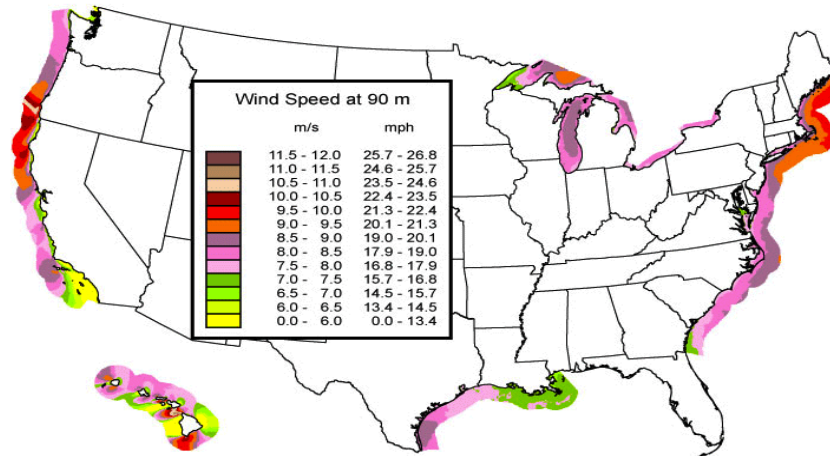 Wind Speed at 90 m
m/s mph
11.5 - 12.0 25.7 - 26.8
11.0 - 11.5 24.6 - 25.7
10.5 - 11.0 23.5 - 24.6
10.0 - 10.5 22.4 - 23.5
9.5 - 10.0 21.3 - 22.4
9.0 - 9.5 20.1 - 21.3
8.5 - 9.0 19.0 - 20.1
8.0 - 8.5 17.9 - 19.0
7.5 - 8.0 16.8 - 17.9
7.0 - 7.5 15.7 - 16.8
6.5 - 7.0 14.5 - 15.7
6.0 - 6.5 13.4 - 14.5
0.0 - 6.0 0.0 - 13.4